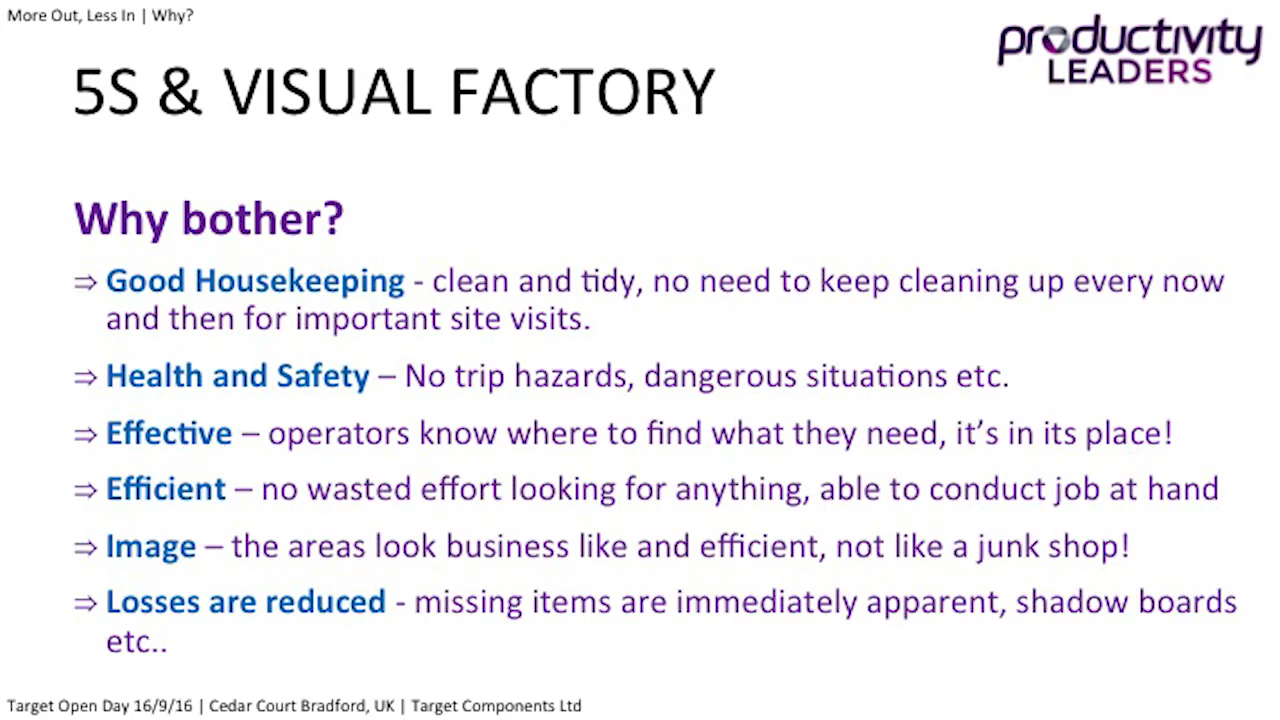 More Out, Less In | Why?
productivity
LEADERS
5S & VISUAL FACTORY
Why bother?
⇒ Good Housekeeping - clean and tidy, no need to keep cleaning up every now
and then for important site visits.
⇒ Health and Safety – No trip hazards, dangerous situations etc.
⇒ Effective – operators know where to find what they need, it’s in its place!
⇒ Efficient – no wasted effort looking for anything, able to conduct job at hand
⇒ Image – the areas look business like and efficient, not like a junk shop!
⇒ Losses are reduced - missing items are immediately apparent, shadow boards
etc..
Target Open Day 16/9/16 | Cedar Court Bradford, UK | Target Components Ltd